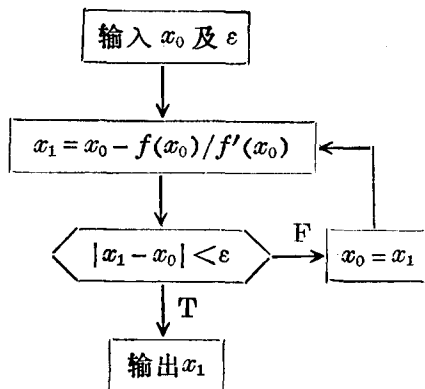 输入 x₀ 及 ε
x₁ = x₀ − f(x₀)/f′(x₀)
|x₁ − x₀| < ε
F
x₀ = x₁
T
输出x₁